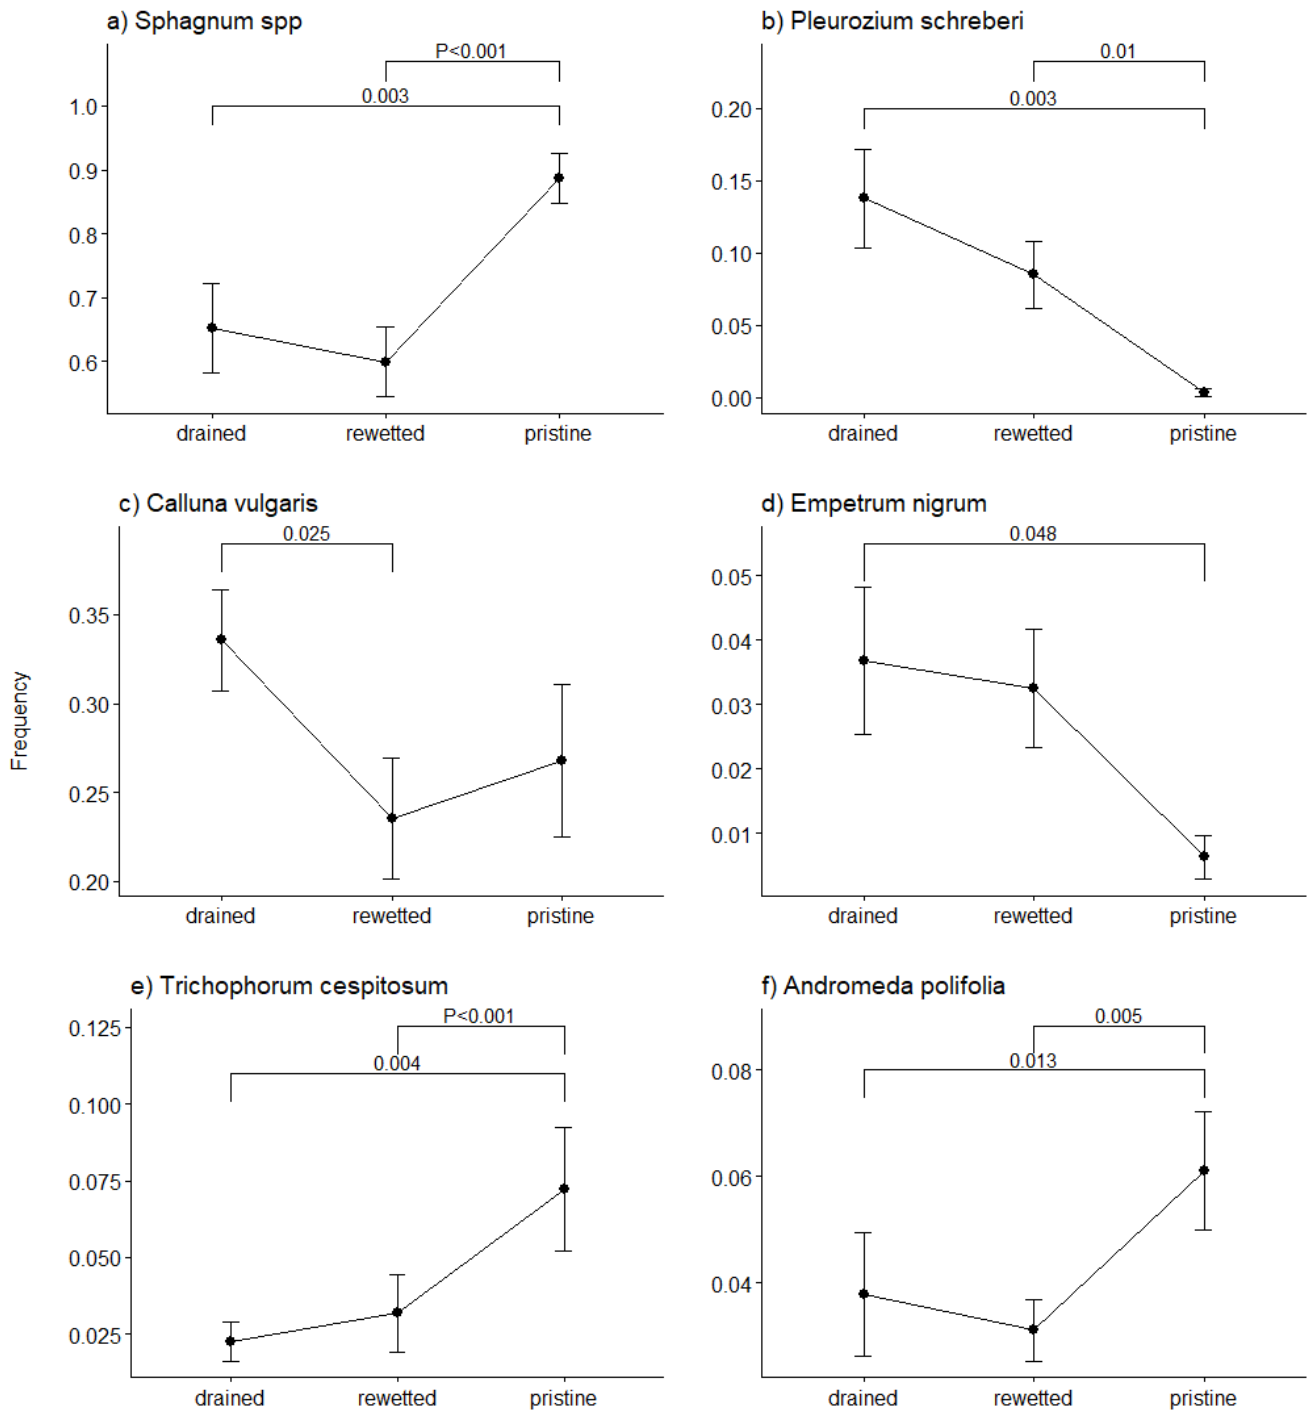 a) Sphagnum spp
P<0.001
0.003
1.0
0.9
0.8
0.7
0.6
drained rewetted pristine
b) Pleurozium schreberi
0.01
0.003
0.20
0.15
0.10
0.05
0.00
drained rewetted pristine
Frequency
c) Calluna vulgaris
0.025
0.35
0.30
0.25
0.20
drained rewetted pristine
d) Empetrum nigrum
0.048
0.05
0.04
0.03
0.02
0.01
drained rewetted pristine
e) Trichophorum cespitosum
P<0.001
0.004
0.125
0.100
0.075
0.050
0.025
drained rewetted pristine
f) Andromeda polifolia
0.005
0.013
0.08
0.06
0.04
drained rewetted pristine